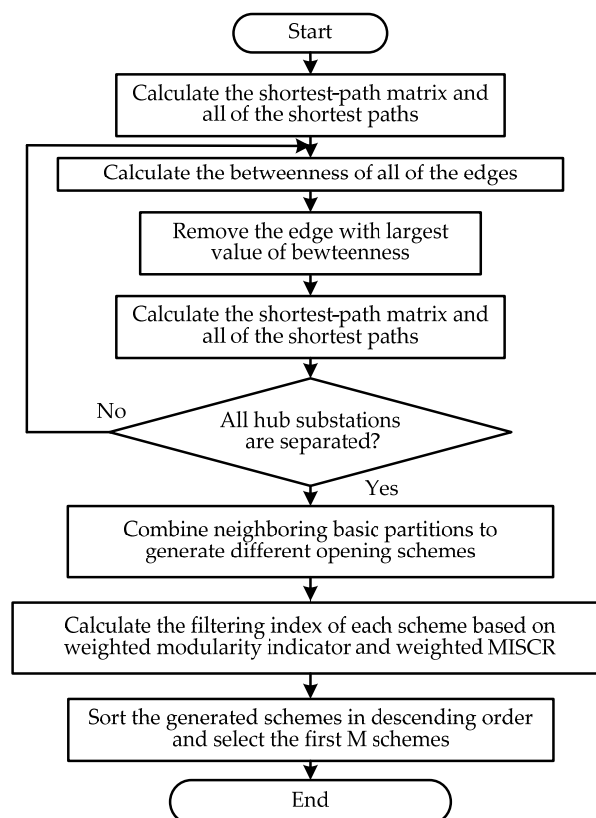 Start
Calculate the shortest-path matrix and
all of the shortest paths
Calculate the betweenness of all of the edges
Remove the edge with largest
value of bewteenness
Calculate the shortest-path matrix and
all of the shortest paths
No
All hub substations
are separated?
Yes
Combine neighboring basic partitions to
generate different opening schemes
Calculate the filtering index of each scheme based on
weighted modularity indicator and weighted MISCR
Sort the generated schemes in descending order
and select the first M schemes
End